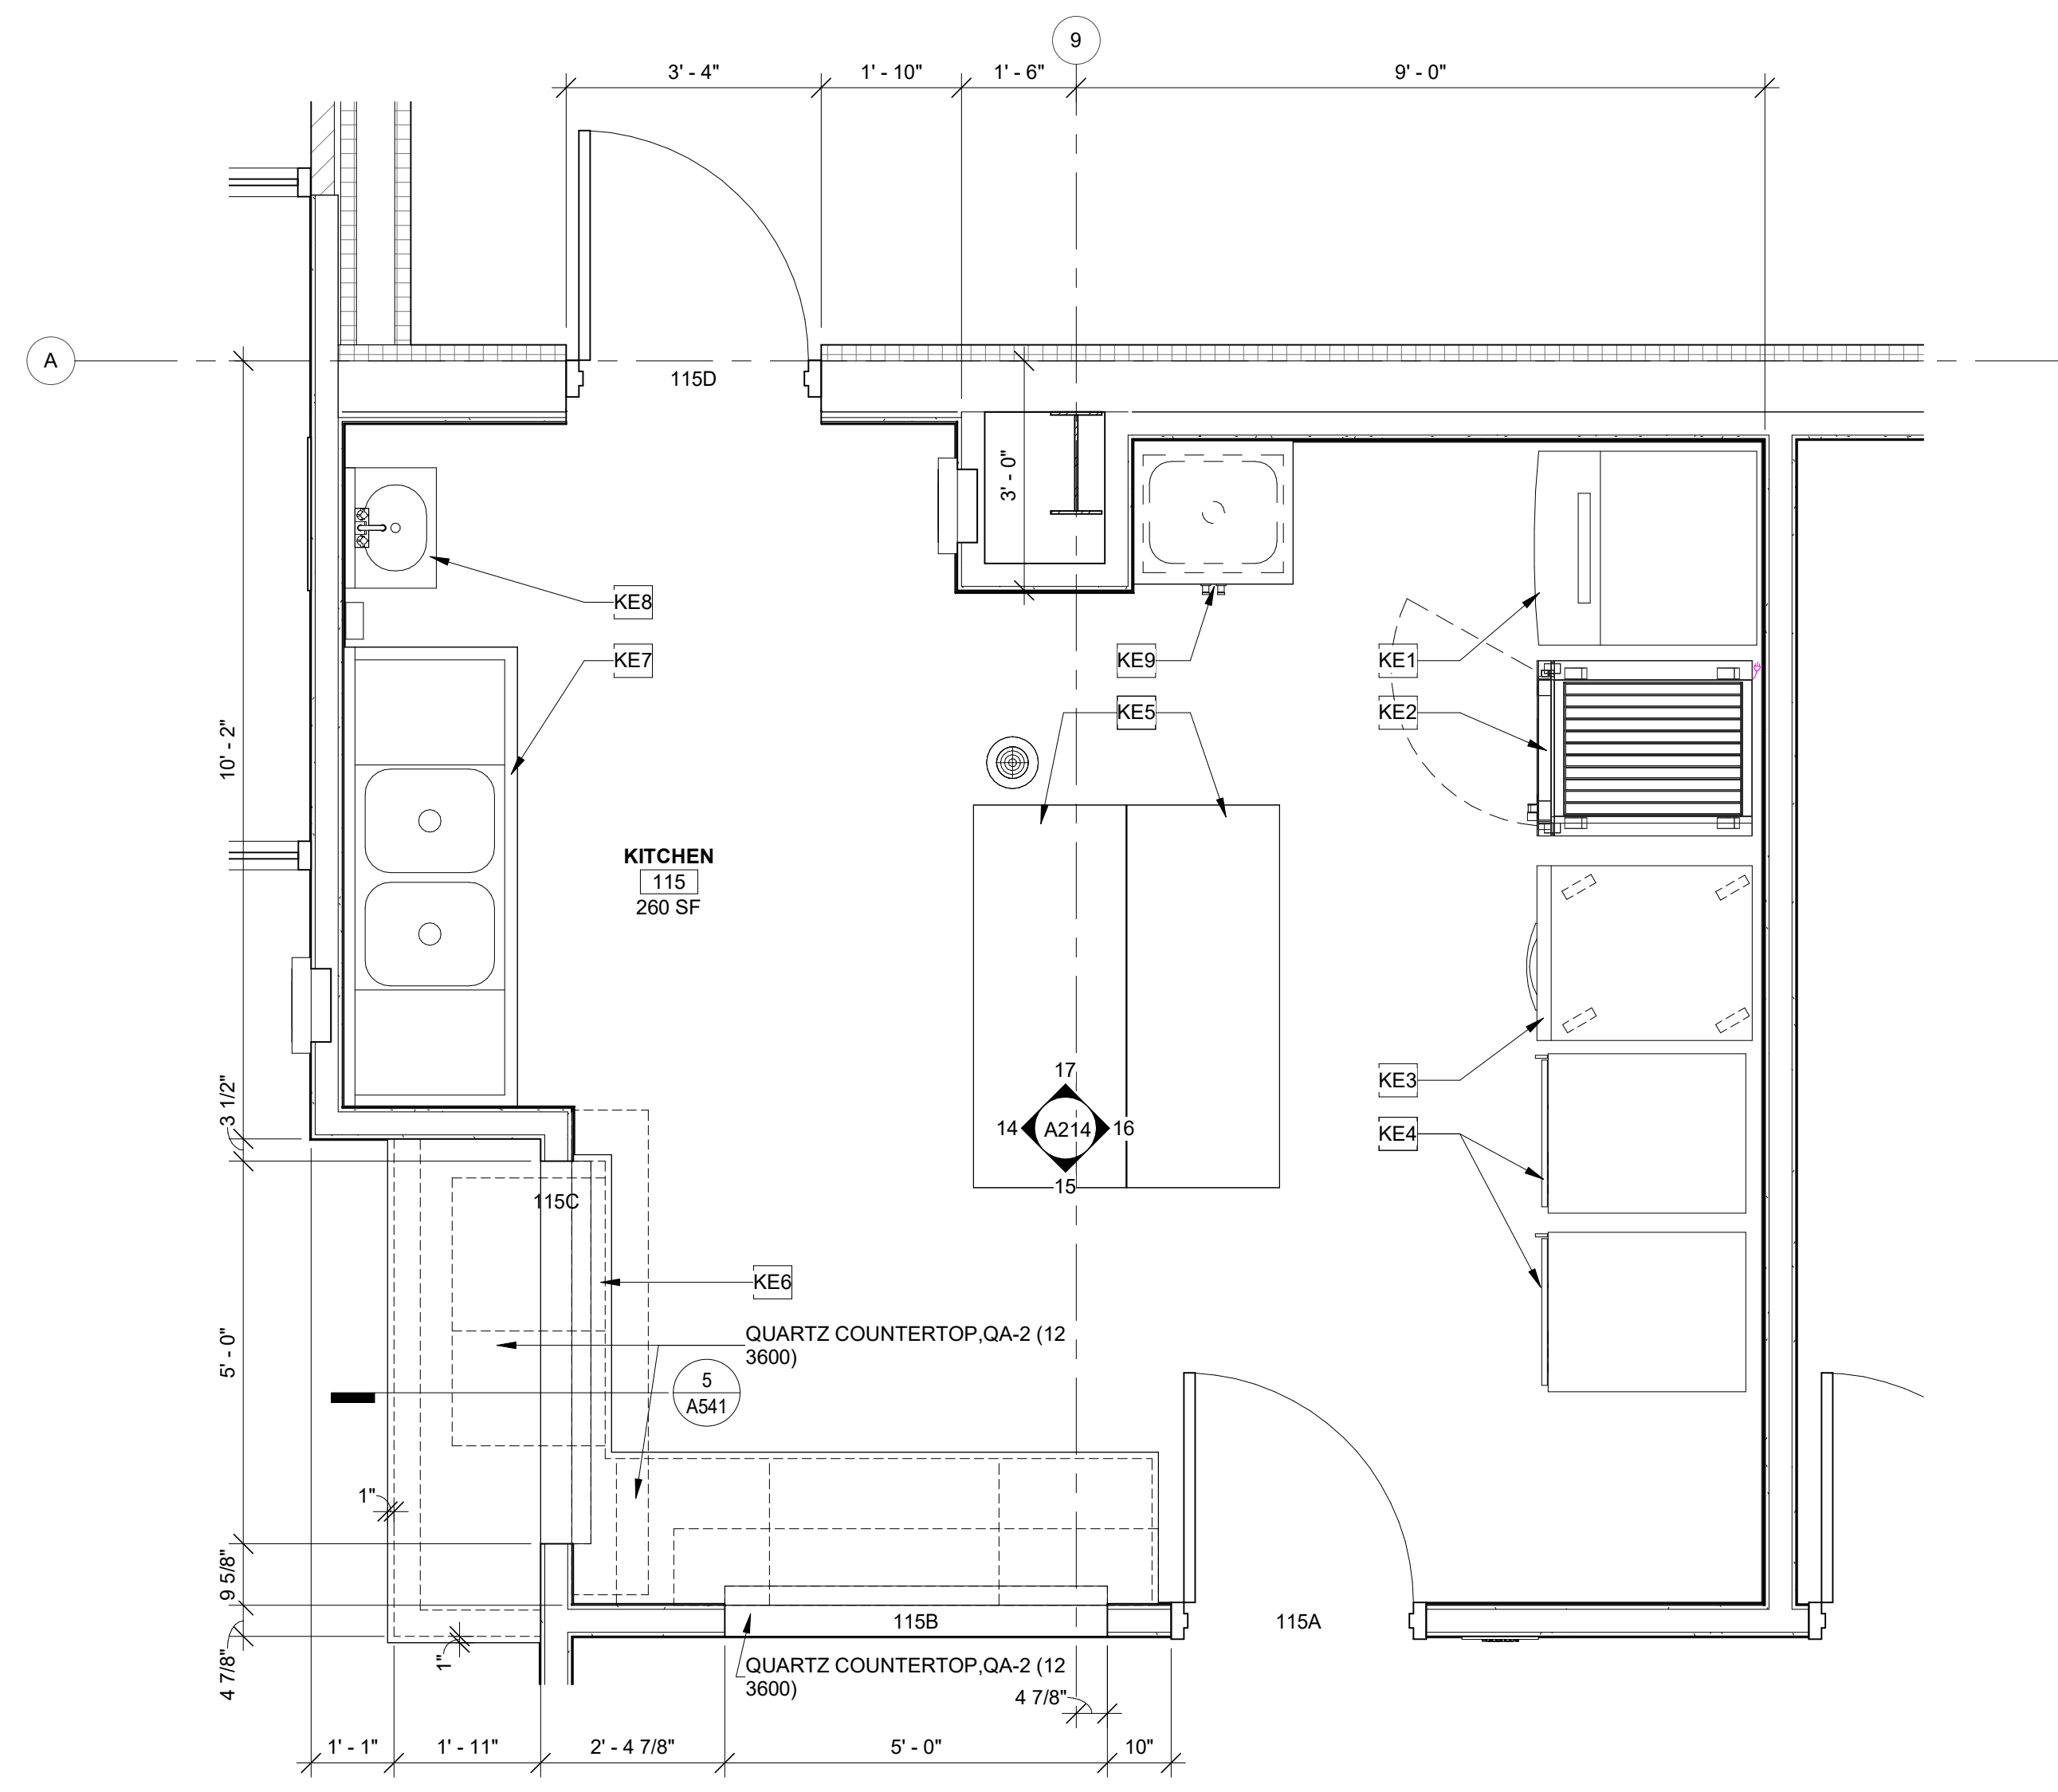 9
3' - 4"
1' - 10"
1' - 6"
9' - 0"
A
115D
3' - 0"
KE8
KE7
KE9
KE1
KE5
KE2
10' - 2"
KITCHEN
115
260 SF
17
14
A214
16
15
KE3
KE4
3 1/2"
115C
KE6
QUARTZ COUNTERTOP,QA-2 (12
3600)
5' - 0"
5
A541
1"
9 5/8"
115B
115A
4 7/8"
1"
QUARTZ COUNTERTOP,QA-2 (12
3600)
4 7/8"
1' - 1"
1' - 11"
2' - 4 7/8"
5' - 0"
10"